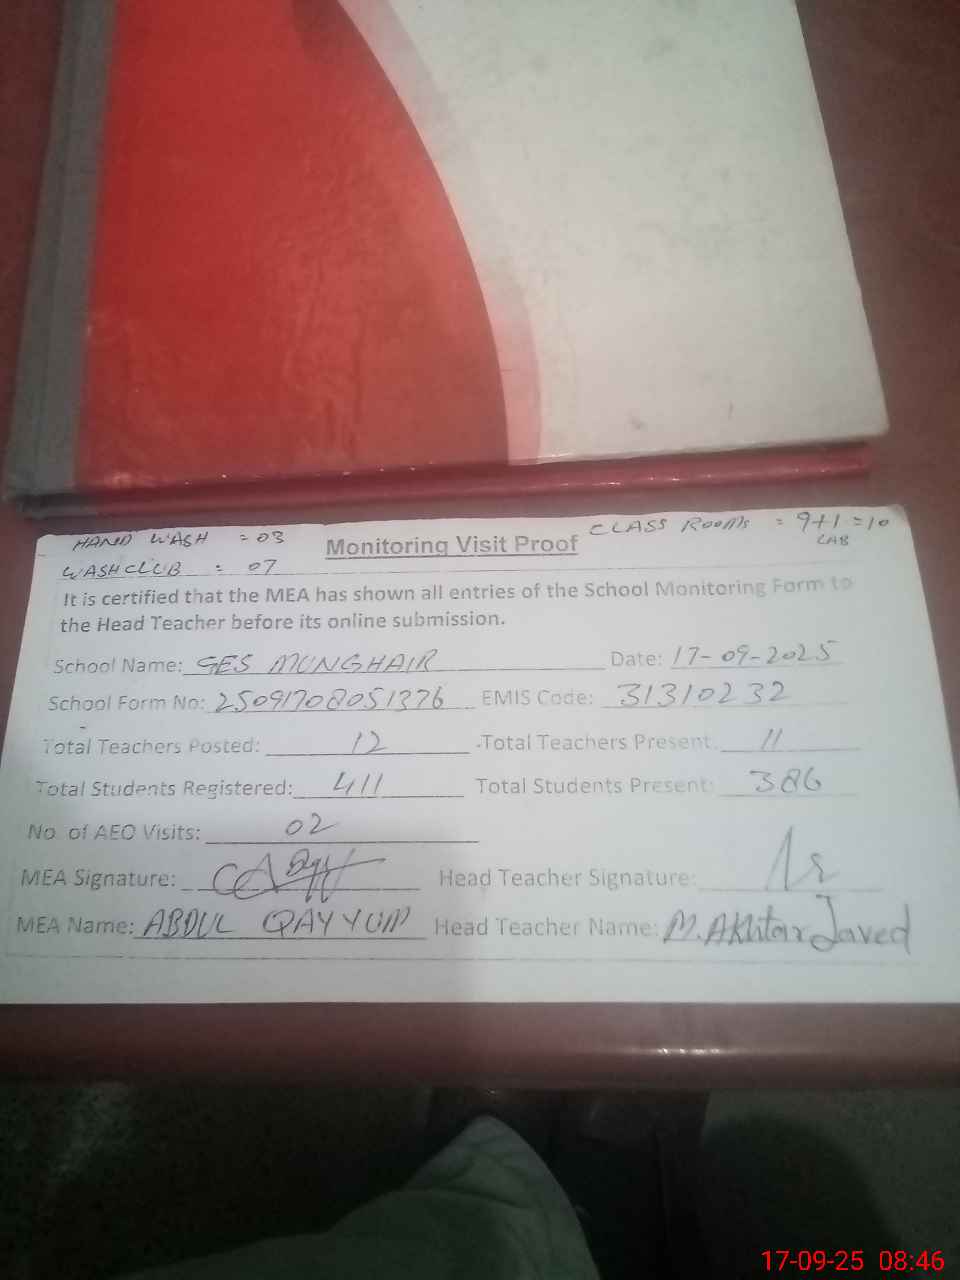 HAND WASH = 03
CLASS ROOMS = 9+1=10
LAB
Monitoring Visit Proof
WASH CLUB = 07
It is certified that the MEA has shown all entries of the School Monitoring Form to
the Head Teacher before its online submission.
School Name: GES MUNGHAIR Date: 17-09-2025
School Form No: 25091708051376 EMIS Code: 31310232
Total Teachers Posted: 12 Total Teachers Present: 11
Total Students Registered: 411 Total Students Present: 386
No of AEO Visits: 02
MEA Signature: Head Teacher Signature:
MEA Name: ABDUL QAYYUM Head Teacher Name: M. Akhtar Javed
17-09-25 08:46